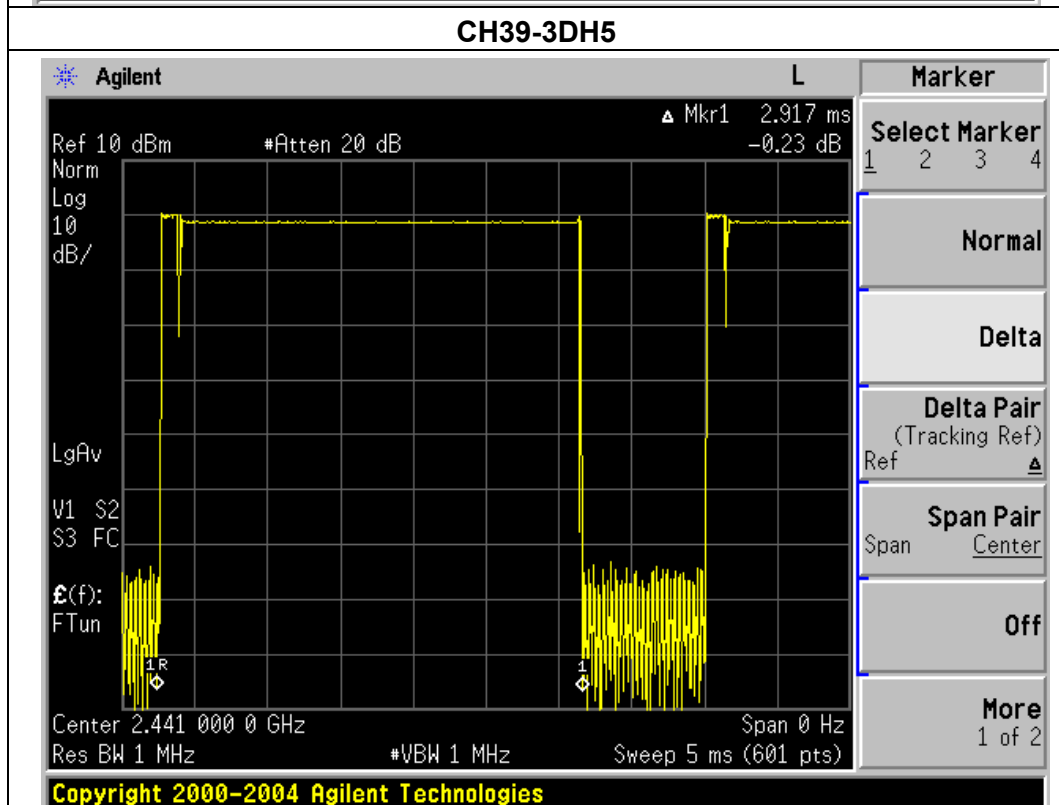 CH39-3DH5
Agilent L Marker
▵ Mkr1 2.917 ms
Ref 10 dBm #Atten 20 dB -0.23 dB
Norm
Log
10
dB/
LgAv
V1 S2
S3 FC
£(f):
FTun
1R
1
Center 2.441 000 0 GHz Span 0 Hz
Res BW 1 MHz #VBW 1 MHz Sweep 5 ms (601 pts)
Select Marker
1 2 3 4
Normal
Delta
Delta Pair
(Tracking Ref)
Ref ▵
Span Pair
Span Center
Off
More
1 of 2
Copyright 2000-2004 Agilent Technologies